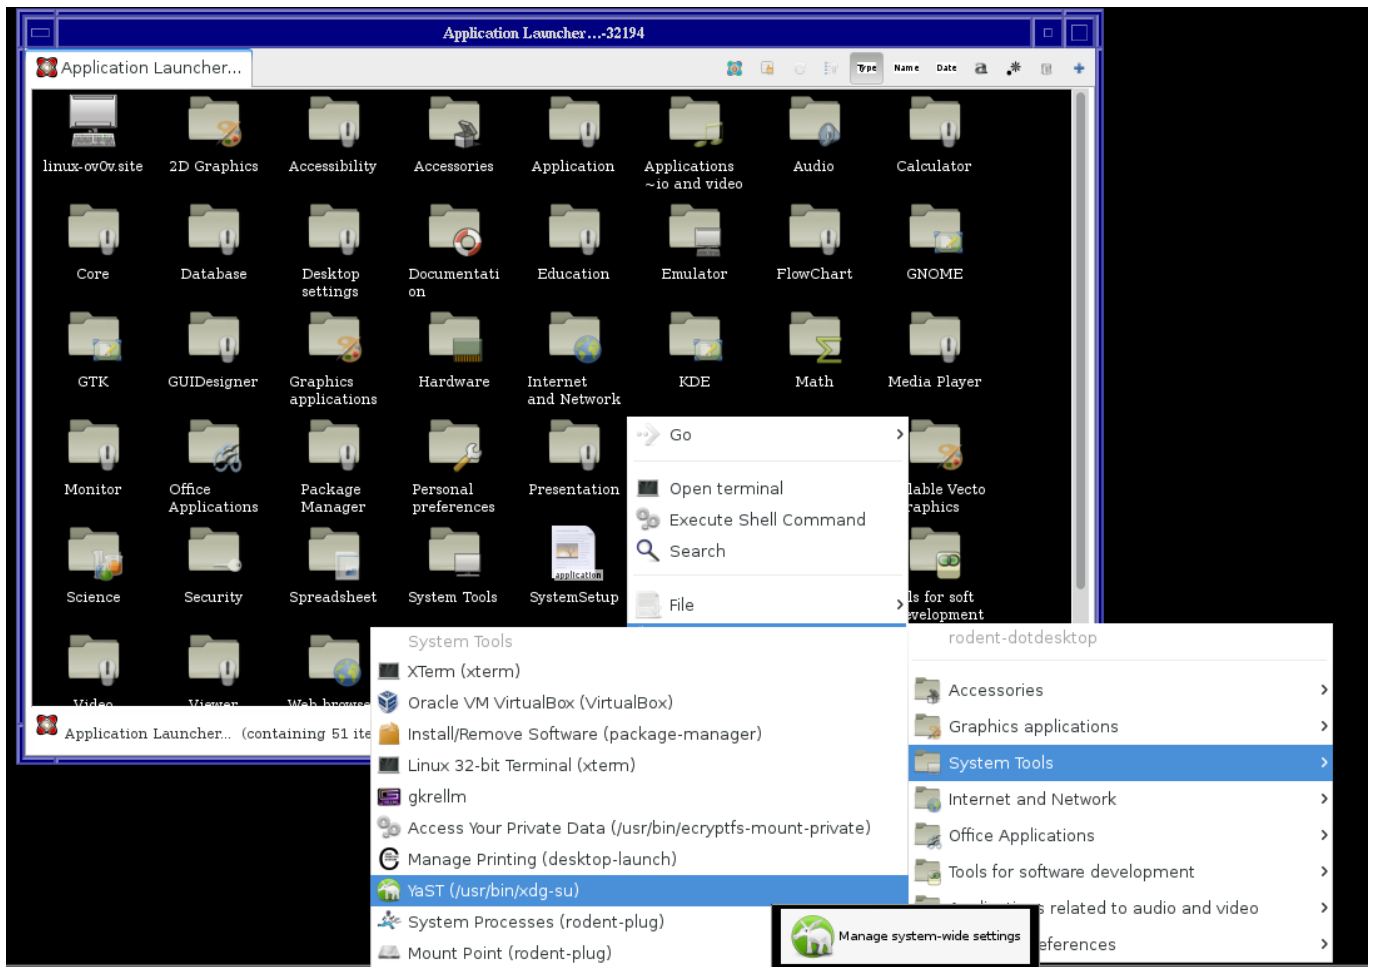 Application Launcher...-32194
Application Launcher...
Type Name Date a
linux-ov0v.site 2D Graphics Accessibility Accessories Application Applications Audio Calculator
~io and video
Core Database Desktop Documentati Education Emulator FlowChart GNOME
settings on
GTK GUIDesigner Graphics Hardware Internet KDE Math Media Player
applications and Network
Go
Monitor Office Package Personal Presentation Open terminal lable Vecto
Applications Manager preferences raphics
Execute Shell Command
Search
application
Science Security Spreadsheet System Tools SystemSetup File ls for soft
evelopment
Video Viewer Web browse
System Tools
XTerm (xterm)
Oracle VM VirtualBox (VirtualBox)
Install/Remove Software (package-manager)
Linux 32-bit Terminal (xterm)
gkrellm
Access Your Private Data (/usr/bin/ecryptfs-mount-private)
Manage Printing (desktop-launch)
YaST (/usr/bin/xdg-su)
System Processes (rodent-plug)
Mount Point (rodent-plug)
rodent-dotdesktop
Accessories
Graphics applications
System Tools
Internet and Network
Office Applications
Tools for software development
related to audio and video
eferences
Manage system-wide settings
Application Launcher... (containing 51 ite